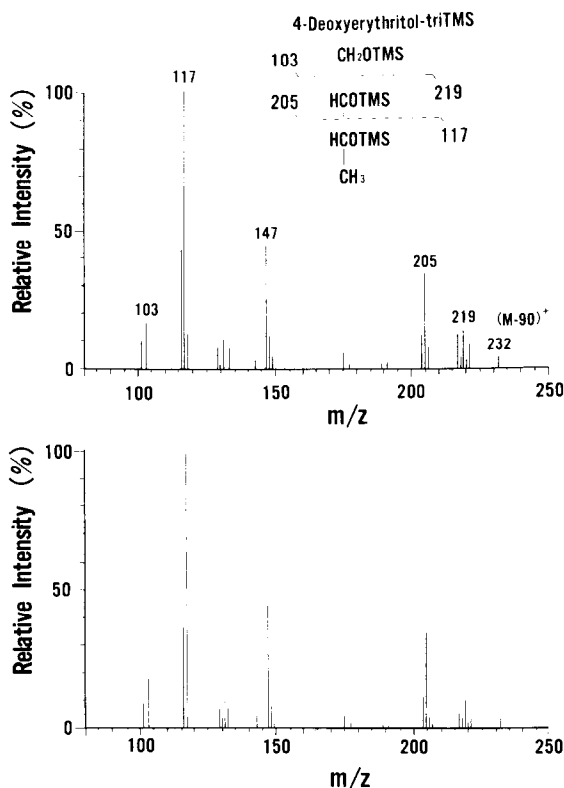 4-Deoxyerythritol-triTMS
103 CH₂OTMS
219
205 HCOTMS
HCOTMS 117
CH₃
Relative Intensity (%)
100
50
0
117
103
147
205
219
(M-90)⁺
232
100 150 200 250
m/z
Relative Intensity (%)
100
50
0
100 150 200 250
m/z